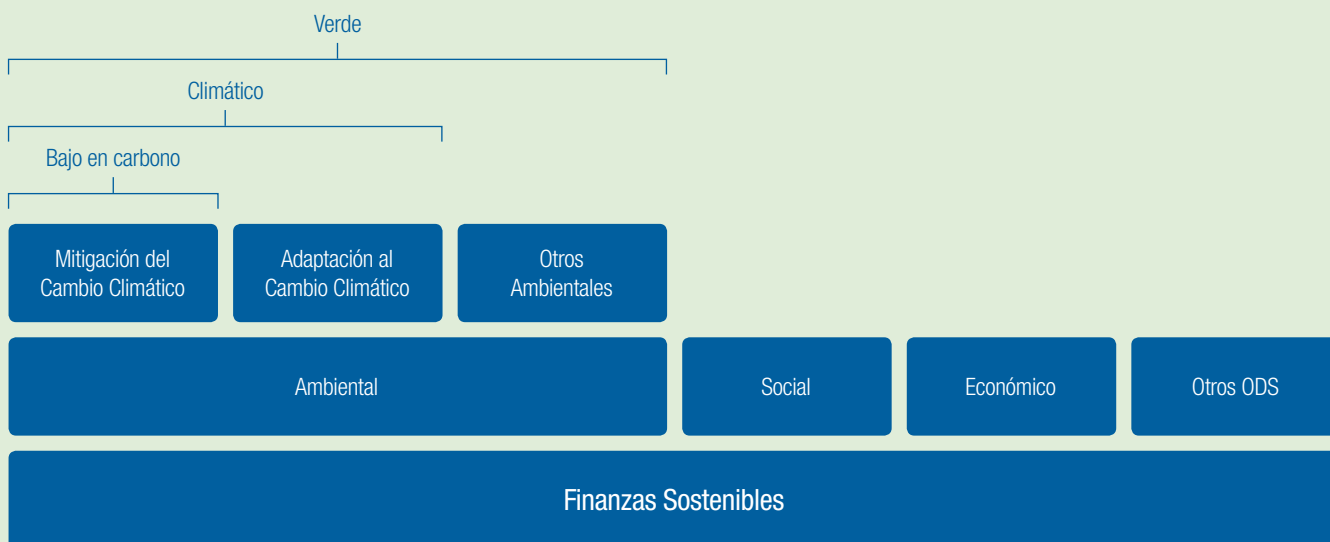 Verde
Climático
Bajo en carbono
Mitigación del
Cambio Climático
Adaptación al
Cambio Climático
Otros
Ambientales
Ambiental
Social
Económico
Otros ODS
Finanzas Sostenibles